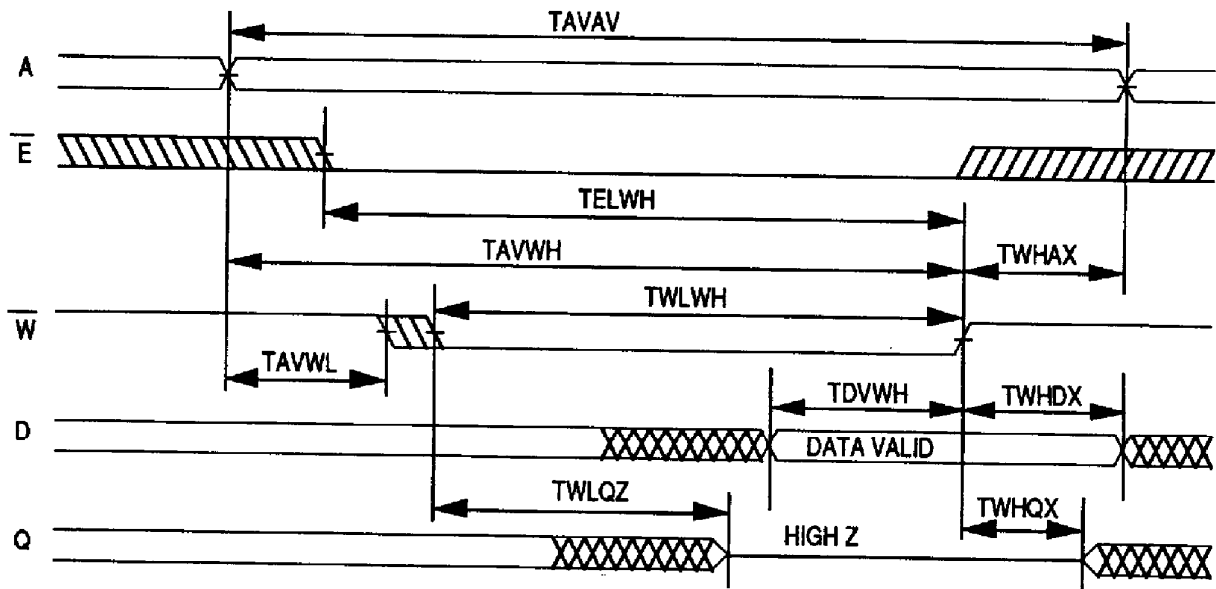 TAVAV
A
E
TELWH
TAVWH
TWHAX
TWLWH
W
TAVWL
TDVWH
TWHDX
D
DATA VALID
TWLQZ
TWHQX
Q
HIGH Z